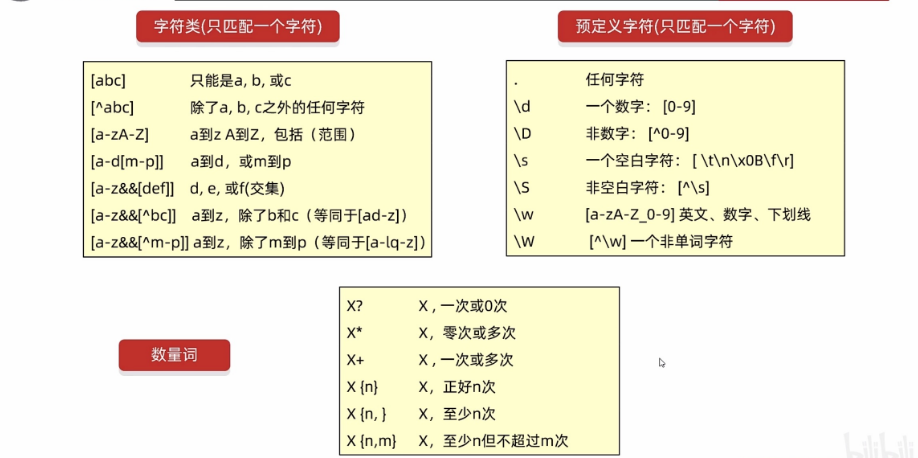 字符类(只匹配一个字符)
[abc] 只能是a, b, 或c
[^abc] 除了a, b, c之外的任何字符
[a-zA-Z] a到z A到Z，包括（范围）
[a-d[m-p]] a到d，或m到p
[a-z&&[def]] d, e, 或f(交集)
[a-z&&[^bc]] a到z，除了b和c（等同于[ad-z]）
[a-z&&[^m-p]] a到z，除了m到p（等同于[a-lq-z]）
预定义字符(只匹配一个字符)
. 任何字符
\d 一个数字： [0-9]
\D 非数字： [^0-9]
\s 一个空白字符： [ \t\n\x0B\f\r]
\S 非空白字符： [^\s]
\w [a-zA-Z_0-9] 英文、数字、下划线
\W [^\w] 一个非单词字符
数量词
X? X , 一次或0次
X* X，零次或多次
X+ X , 一次或多次
X {n} X，正好n次
X {n, } X，至少n次
X {n,m} X，至少n但不超过m次
bilibili